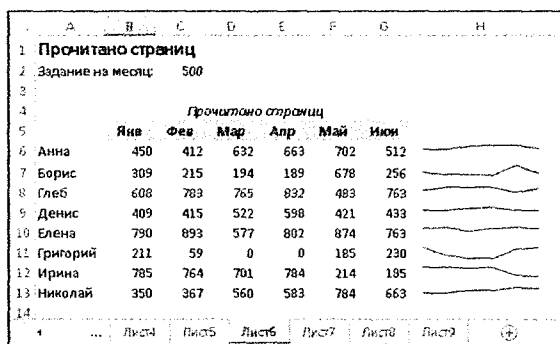 A B C D E F G H
1 Прочитано страниц
2 Задание на месяц: 500
3
4 Прочитано страниц
5 Янв Фев Мар Апр Май Июн
6 Анна 450 412 632 663 702 512
7 Борис 309 215 194 189 678 256
8 Глеб 608 783 765 832 483 763
9 Денис 409 415 522 598 421 433
10 Елена 790 893 577 802 874 763
11 Григорий 211 59 0 0 185 230
12 Ирина 785 764 701 784 214 185
13 Николай 350 367 560 583 784 663
14
... Лист4 Лист5 Лист6 Лист7 Лист8 Лист9